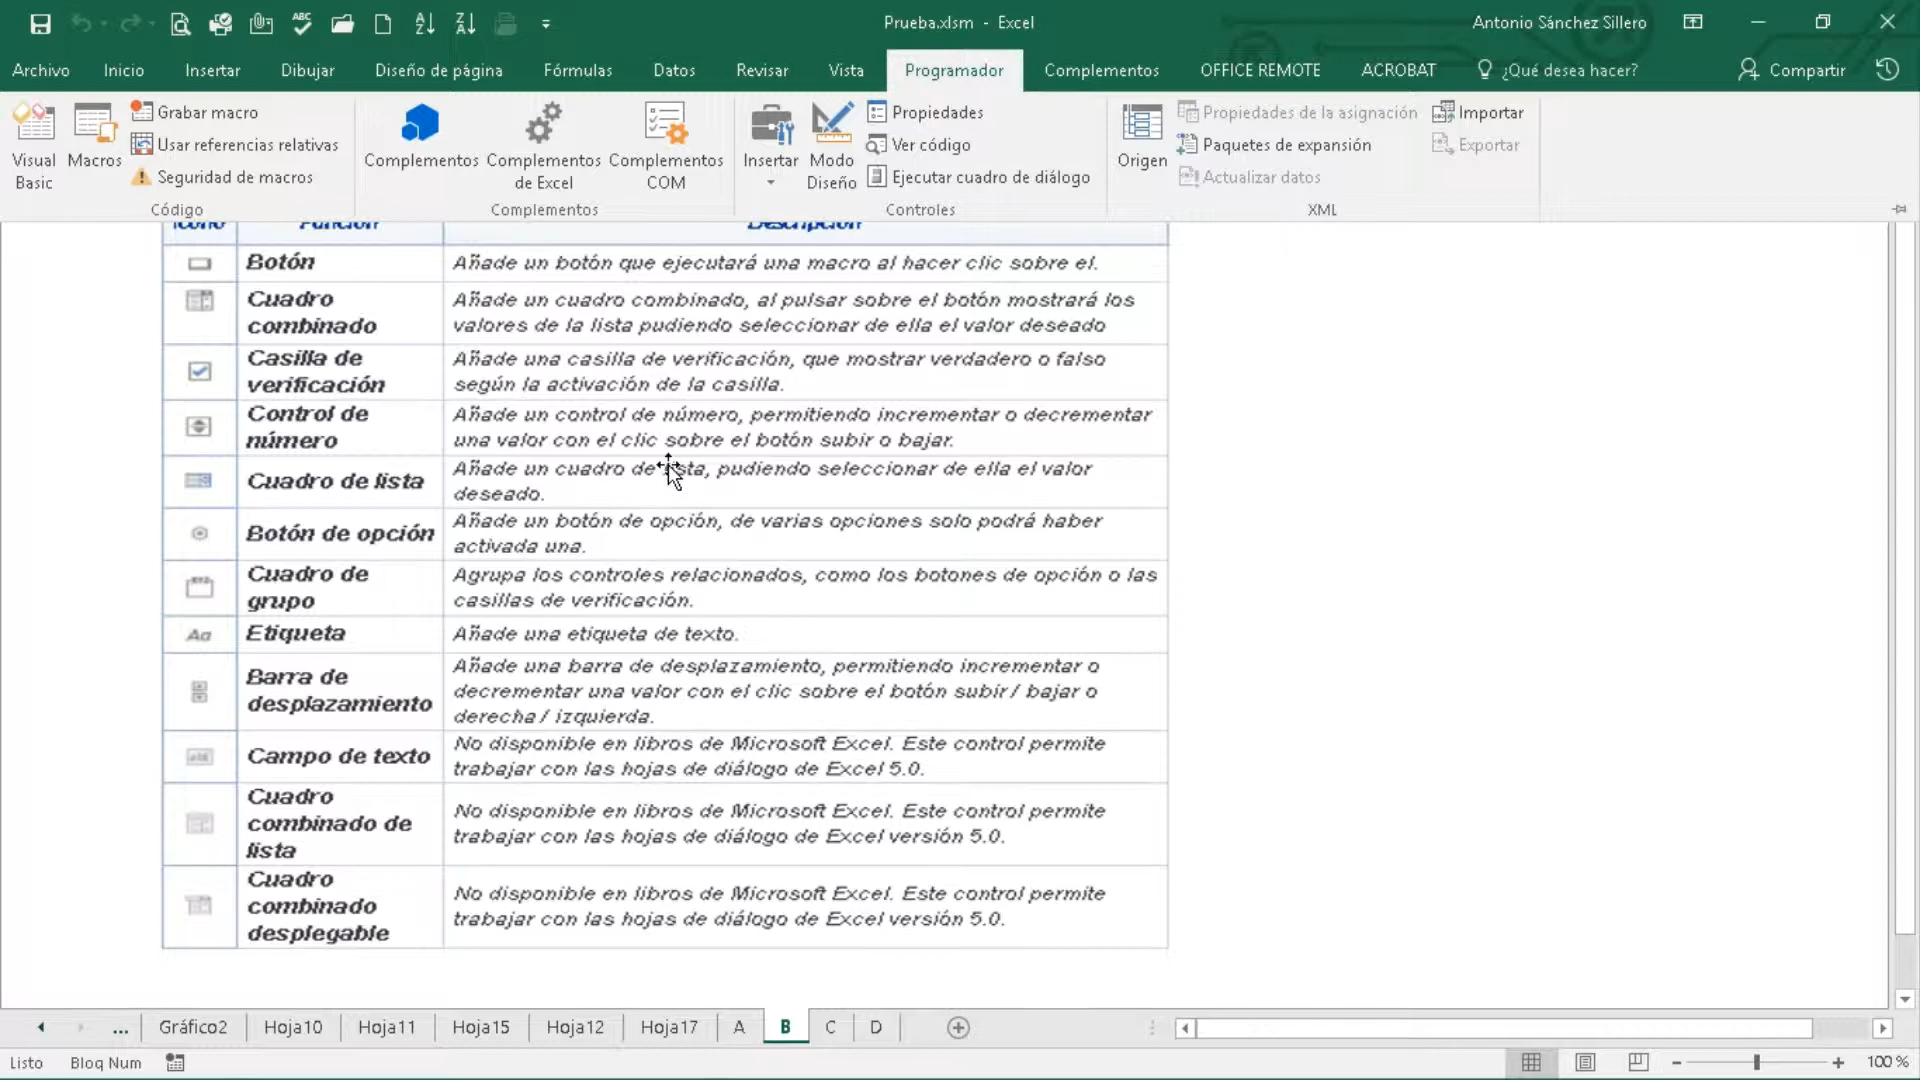 Prueba.xlsm - Excel
Antonio Sánchez Sillero
Archivo Inicio Insertar Dibujar Diseño de página Fórmulas Datos Revisar Vista Programador Complementos OFFICE REMOTE ACROBAT ¿Qué desea hacer? Compartir
Visual Basic
Macros
Grabar macro
Usar referencias relativas
Seguridad de macros
Código
Complementos
Complementos de Excel
Complementos COM
Complementos
Insertar
Modo Diseño
Propiedades
Ver código
Ejecutar cuadro de diálogo
Controles
Origen
Propiedades de la asignación
Paquetes de expansión
Actualizar datos
Importar
Exportar
XML
Icono Función Descripción
Botón
Añade un botón que ejecutará una macro al hacer clic sobre el.
Cuadro
combinado
Añade un cuadro combinado, al pulsar sobre el botón mostrará los
valores de la lista pudiendo seleccionar de ella el valor deseado
Casilla de
verificación
Añade una casilla de verificación, que mostrar verdadero o falso
según la activación de la casilla.
Control de
número
Añade un control de número, permitiendo incrementar o decrementar
una valor con el clic sobre el botón subir o bajar.
Cuadro de lista
Añade un cuadro de lista, pudiendo seleccionar de ella el valor
deseado.
Botón de opción
Añade un botón de opción, de varias opciones solo podrá haber
activada una.
Cuadro de
grupo
Agrupa los controles relacionados, como los botones de opción o las
casillas de verificación.
Aa
Etiqueta
Añade una etiqueta de texto.
Barra de
desplazamiento
Añade una barra de desplazamiento, permitiendo incrementar o
decrementar una valor con el clic sobre el botón subir / bajar o
derecha / izquierda.
Campo de texto
No disponible en libros de Microsoft Excel. Este control permite
trabajar con las hojas de diálogo de Excel 5.0.
Cuadro
combinado de
lista
No disponible en libros de Microsoft Excel. Este control permite
trabajar con las hojas de diálogo de Excel versión 5.0.
Cuadro
combinado
desplegable
No disponible en libros de Microsoft Excel. Este control permite
trabajar con las hojas de diálogo de Excel versión 5.0.
... Gráfico2 Hoja10 Hoja11 Hoja15 Hoja12 Hoja17 A B C D
Listo Bloq Num 100 %